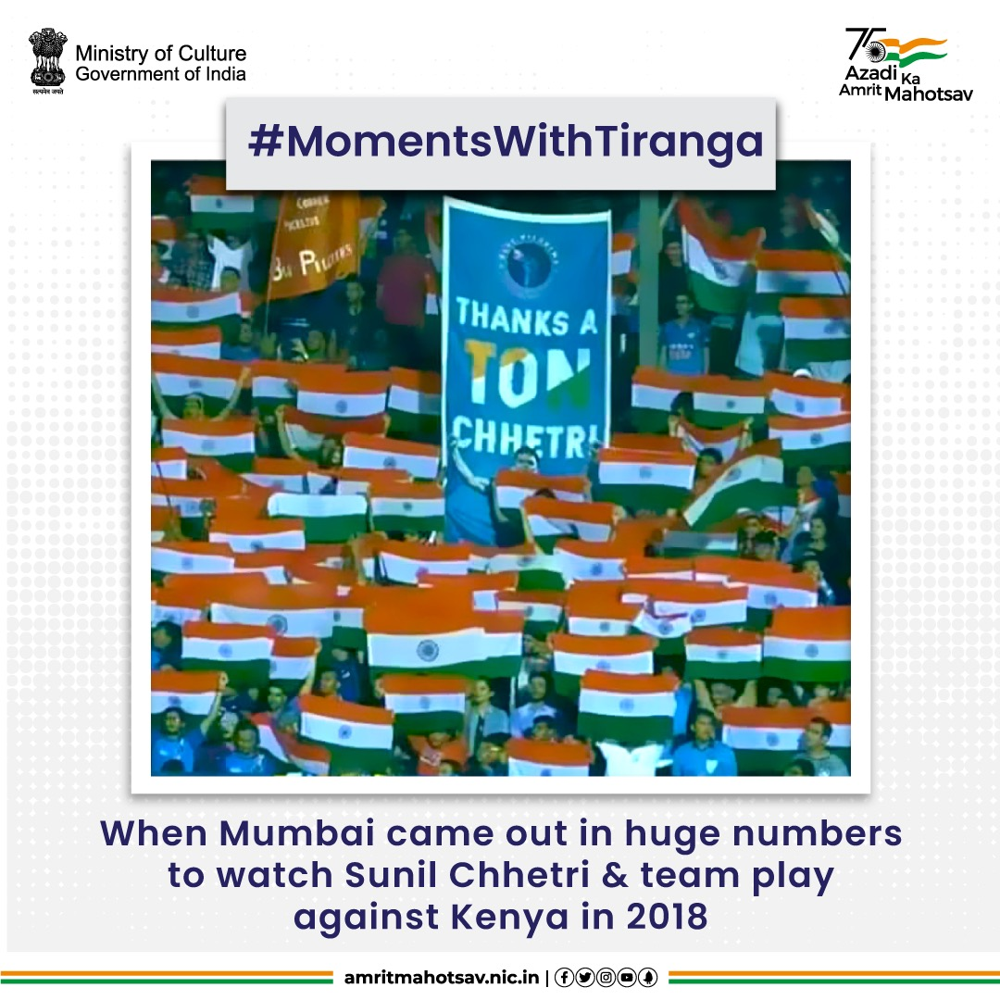 Ministry of Culture
Government of India
सत्यमेव जयते
75
Azadi Ka
Amrit Mahotsav
#MomentsWithTiranga
BLUE PILGRIMS
THANKS A
TON
CHHETRI
When Mumbai came out in huge numbers
to watch Sunil Chhetri & team play
against Kenya in 2018
amritmahotsav.nic.in |